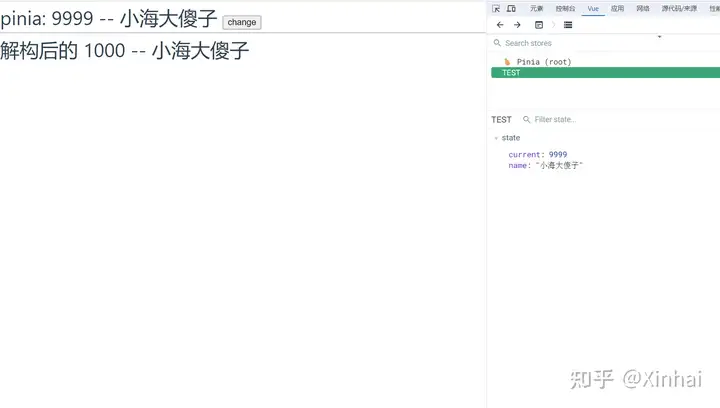 pinia: 9999 -- 小海大傻子 change
解构后的 1000 -- 小海大傻子
元素 控制台 Vue 应用 网络 源代码/来源
Search stores
Pinia (root)
TEST
TEST Filter state...
state
current: 9999
name: "小海大傻子"
知乎 @Xinhai